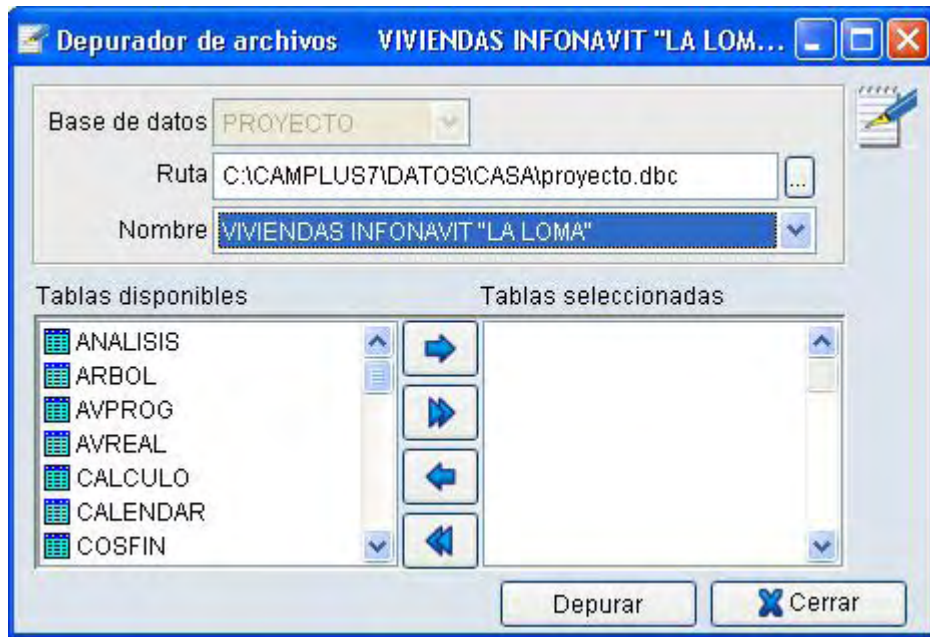 Depurador de archivos VIVIENDAS INFONAVIT "LA LOM...
Base de datos PROYECTO
Ruta C:\CAMPLUS7\DATOS\CASA\proyecto.dbc ...
Nombre VIVIENDAS INFONAVIT "LA LOMA"
Tablas disponibles Tablas seleccionadas
ANALISIS
ARBOL
AVPROG
AVREAL
CALCULO
CALENDAR
COSFIN
Depurar Cerrar